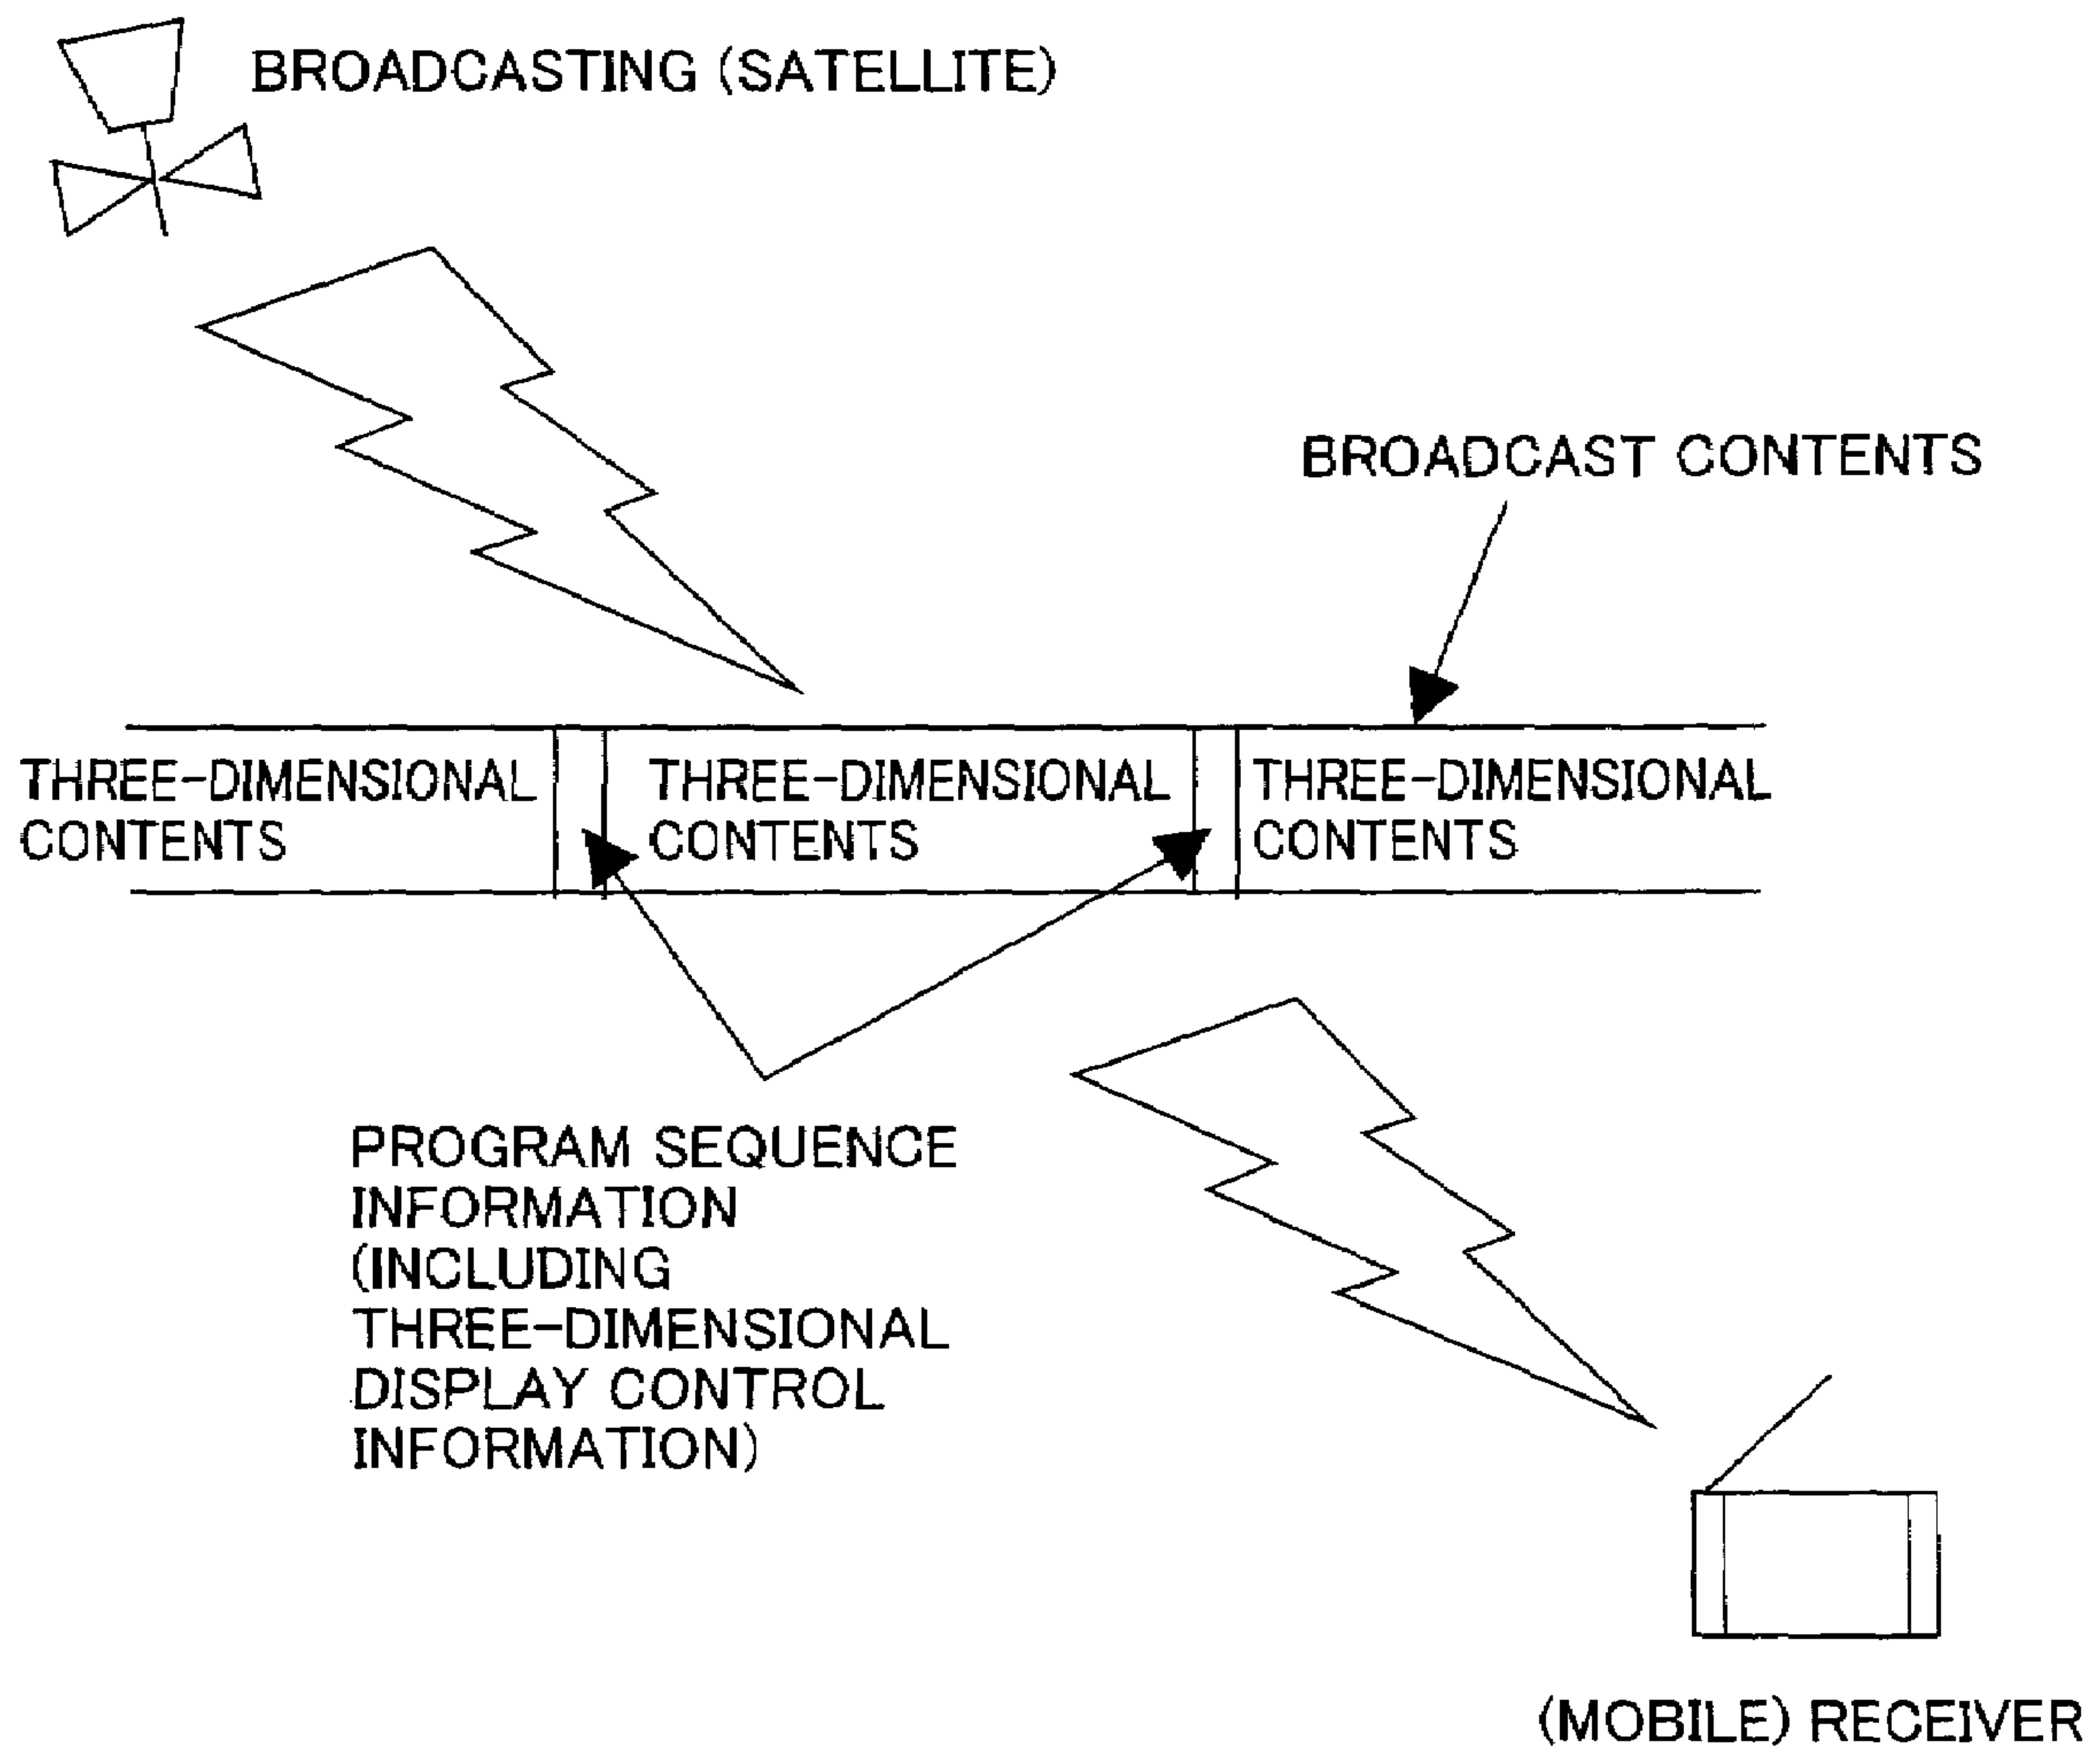 BROADCASTING (SATELLITE)
BROADCAST CONTENTS
THREE-DIMENSIONAL
CONTENTS
THREE-DIMENSIONAL
CONTENTS
THREE-DIMENSIONAL
CONTENTS
PROGRAM SEQUENCE
INFORMATION
(INCLUDING
THREE-DIMENSIONAL
DISPLAY CONTROL
INFORMATION)
(MOBILE) RECEIVER